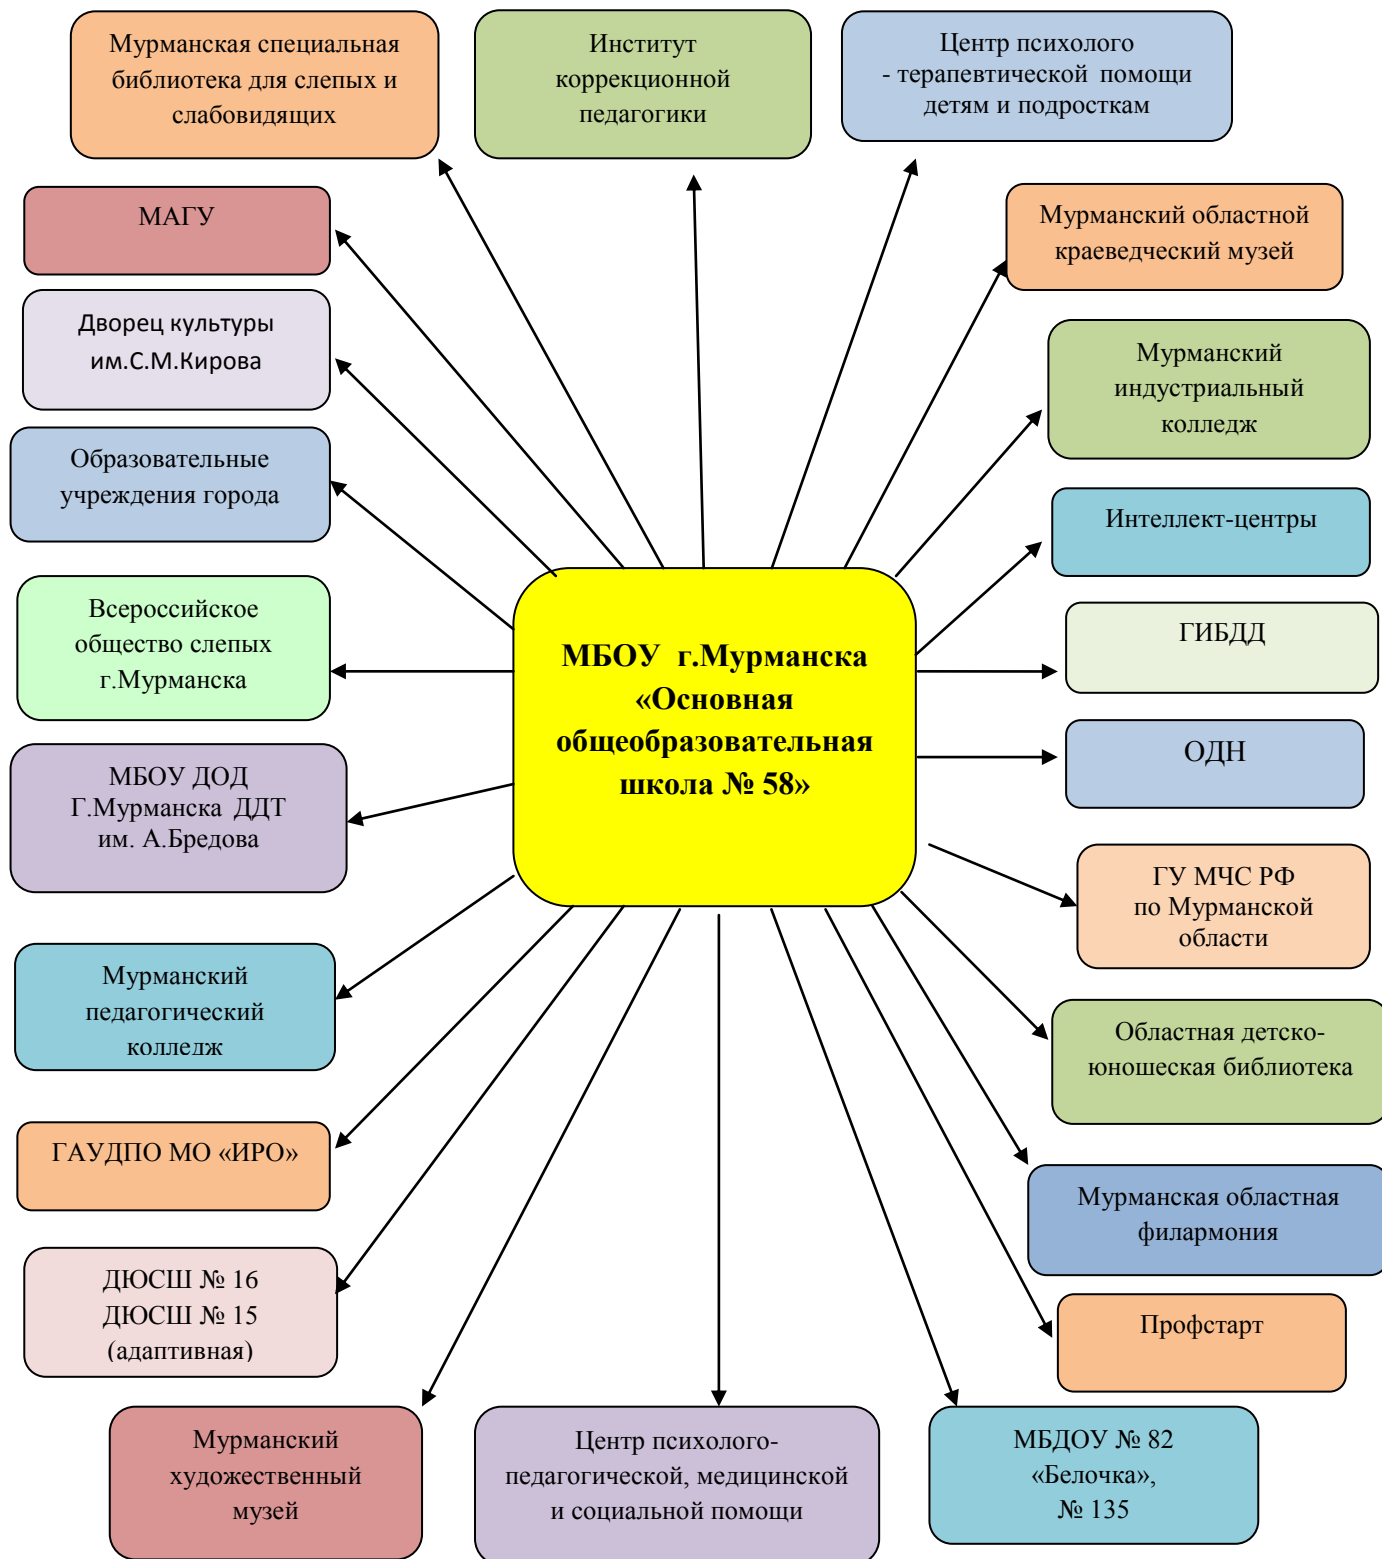 Мурманская специальная
библиотека для слепых и
слабовидящих
Институт
коррекционной
педагогики
Центр психолого
- терапевтической помощи
детям и подросткам
МАГУ
Мурманский областной
краеведческий музей
Дворец культуры
им.С.М.Кирова
Мурманский
индустриальный
колледж
Образовательные
учреждения города
Интеллект-центры
Всероссийское
общество слепых
г.Мурманска
МБОУ г.Мурманска
«Основная
общеобразовательная
школа № 58»
ГИБДД
ОДН
МБОУ ДОД
Г.Мурманска ДДТ
им. А.Бредова
ГУ МЧС РФ
по Мурманской
области
Мурманский
педагогический
колледж
Областная детско-
юношеская библиотека
ГАУДПО МО «ИРО»
Мурманская областная
филармония
ДЮСШ № 16
ДЮСШ № 15
(адаптивная)
Профстарт
Мурманский
художественный
музей
Центр психолого-
педагогической, медицинской
и социальной помощи
МБДОУ № 82
«Белочка»,
№ 135